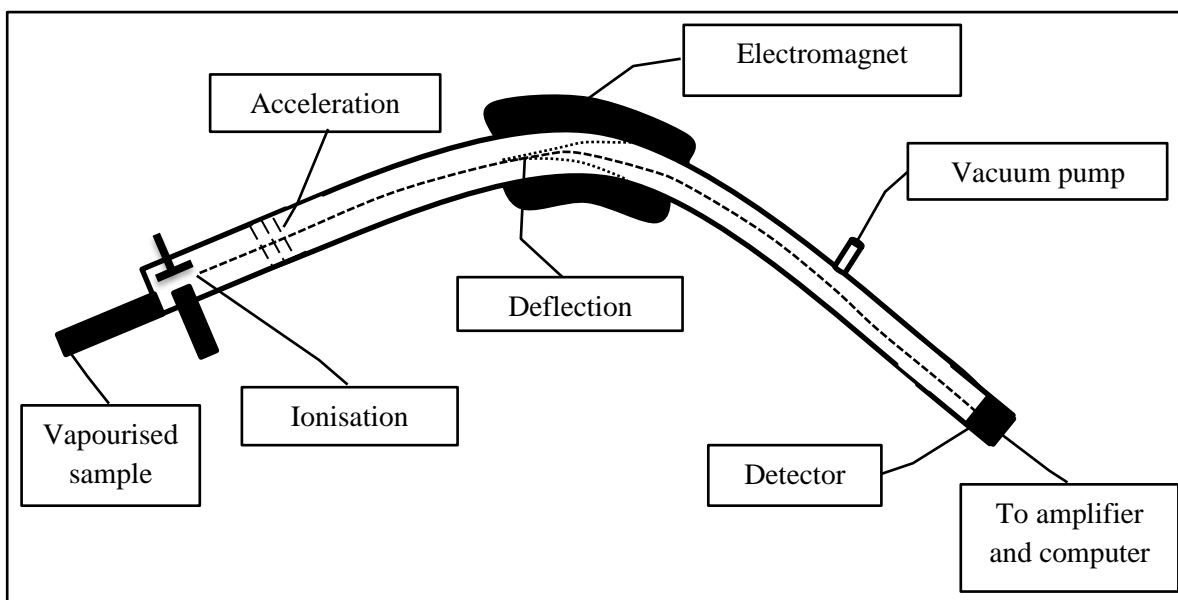 Electromagnet
Acceleration
Vacuum pump
Deflection
Ionisation
Vapourised
sample
Detector
To amplifier
and computer